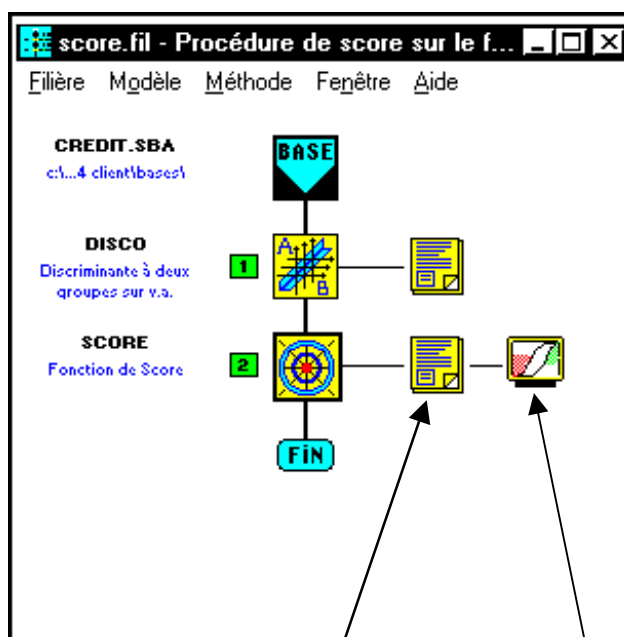 score.fil - Procédure de score sur le f...
Filière Modèle Méthode Fenêtre Aide
CREDIT.SBA
c:\...4 client\bases\
BASE
DISCO
Discriminante à deux
groupes sur v.a.
1
A
B
SCORE
Fonction de Score
2
FiN